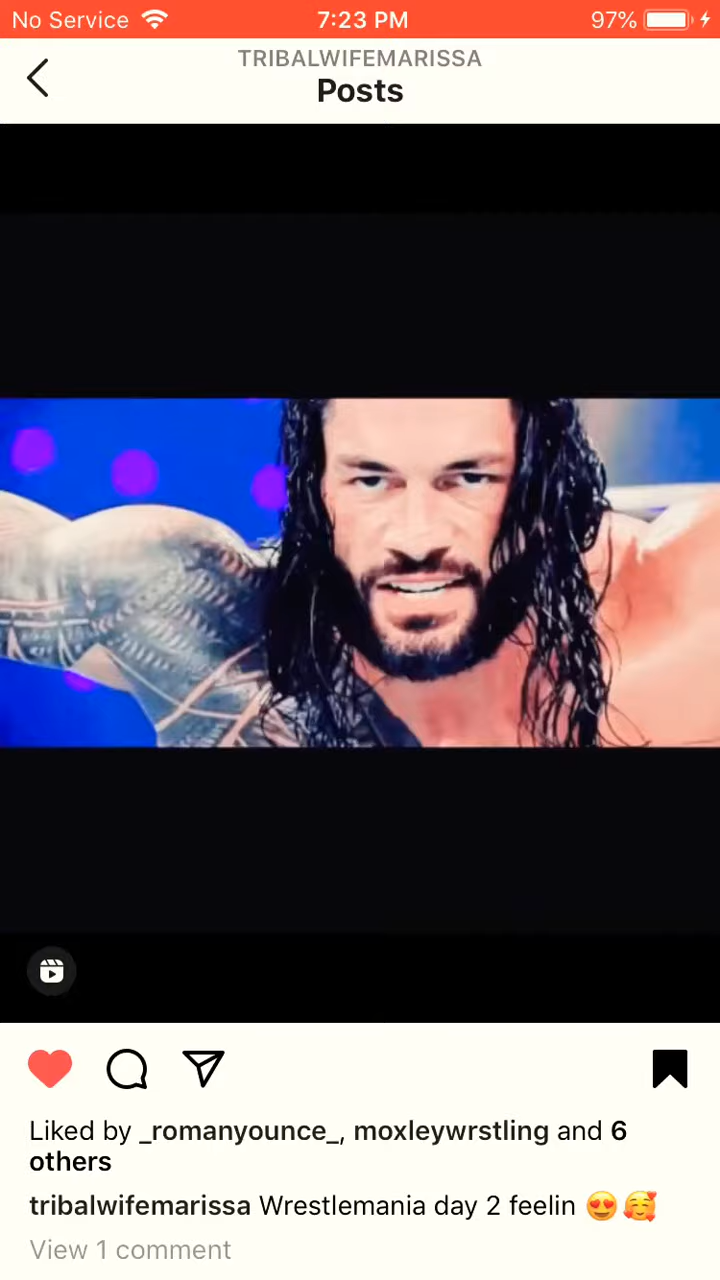 No Service 7:23 PM 97%
TRIBALWIFEMARISSA
Posts
Liked by _romanyounce_, moxleywrstling and 6
others
tribalwifemarissa Wrestlemania day 2 feelin 😍🥰
View 1 comment